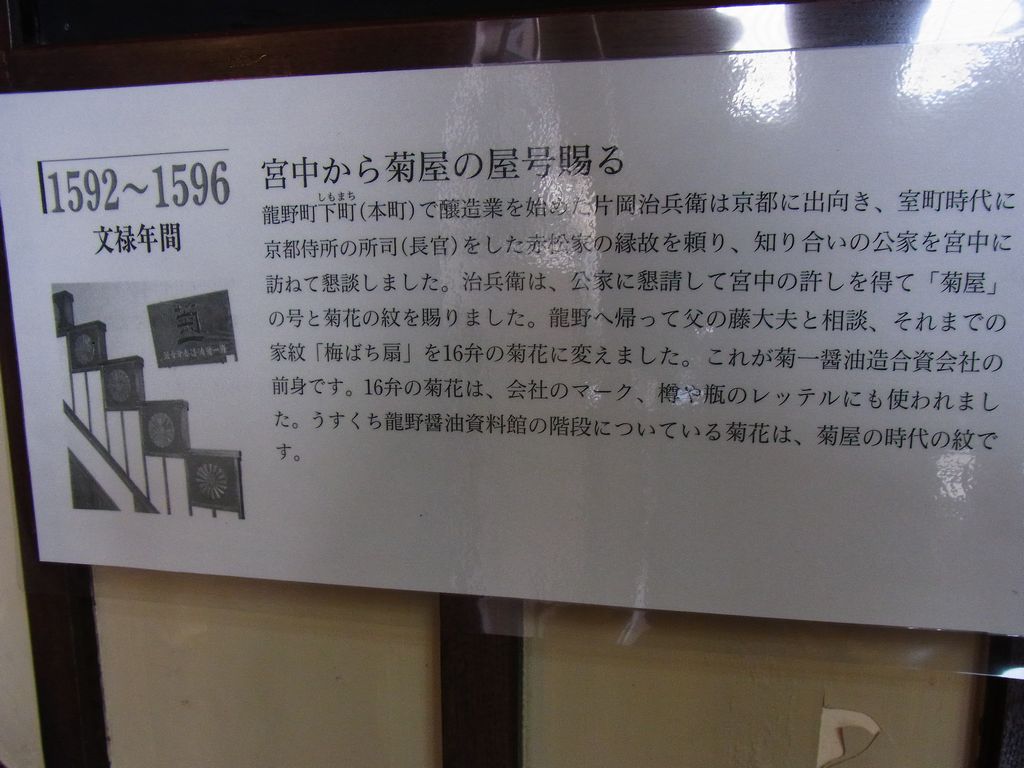 1592〜1596
文禄年間
宮中から菊屋の屋号賜る
しもまち
龍野町下町(本町)で醸造業を始めた片岡治兵衛は京都に出向き、室町時代に
京都侍所の所司(長官)をした赤松家の縁故を頼り、知り合いの公家を宮中に
訪ねて懇談しました。治兵衛は、公家に懇請して宮中の許しを得て「菊屋」
の号と菊花の紋を賜りました。龍野へ帰って父の藤大夫と相談、それまでの
家紋「梅ばち扇」を16弁の菊花に変えました。これが菊一醤油造合資会社の
前身です。16弁の菊花は、会社のマーク、樽や瓶のレッテルにも使われまし
た。うすくち龍野醤油資料館の階段についている菊花は、菊屋の時代の紋で
す。